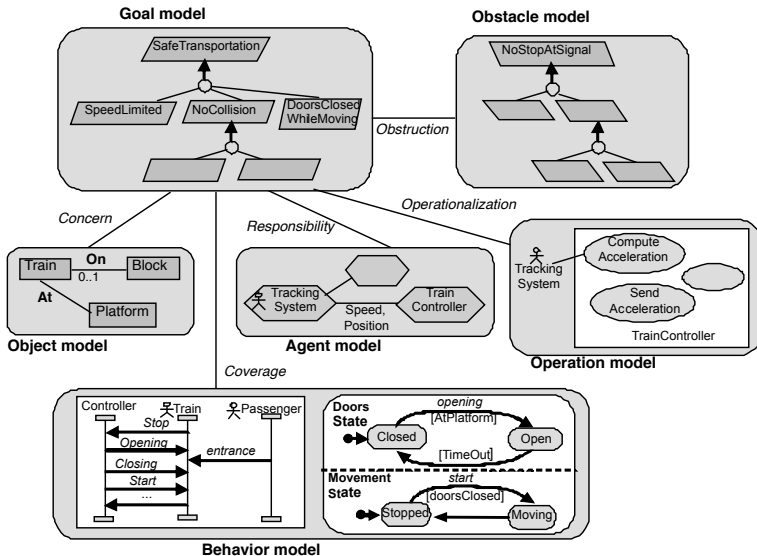 Goal model
Obstacle model
SafeTransportation
NoStopAtSignal
SpeedLimited
NoCollision
DoorsClosed
WhileMoving
Obstruction
Concern
Responsibility
Operationalization
Train
On
Block
0..1
At
Platform
Object model
Tracking
System
Speed,
Position
Train
Controller
Agent model
Tracking
System
Compute
Acceleration
Send
Acceleration
TrainController
Operation model
Coverage
Controller
Train
Passenger
Stop
Opening
entrance
Closing
Start
...
Doors
State
opening
[AtPlatform]
Closed
Open
[TimeOut]
Movement
State
start
[doorsClosed]
Stopped
Moving
Behavior model